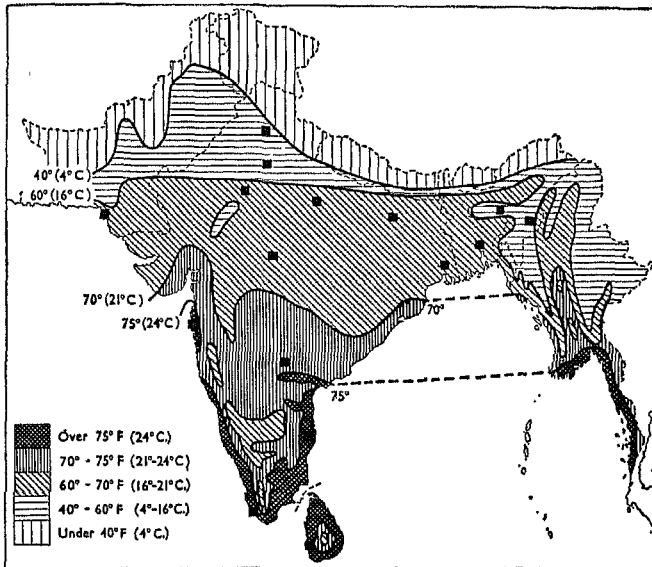 40° (4°C)
60° (16°C)
70° (21°C)
75° (24°C)
70°
75°
Over 75° F (24°C.)
70° - 75° F (21°-24°C)
60° - 70° F (16°-21°C)
40° - 60° F (4°-16°C)
Under 40°F (4°C.)